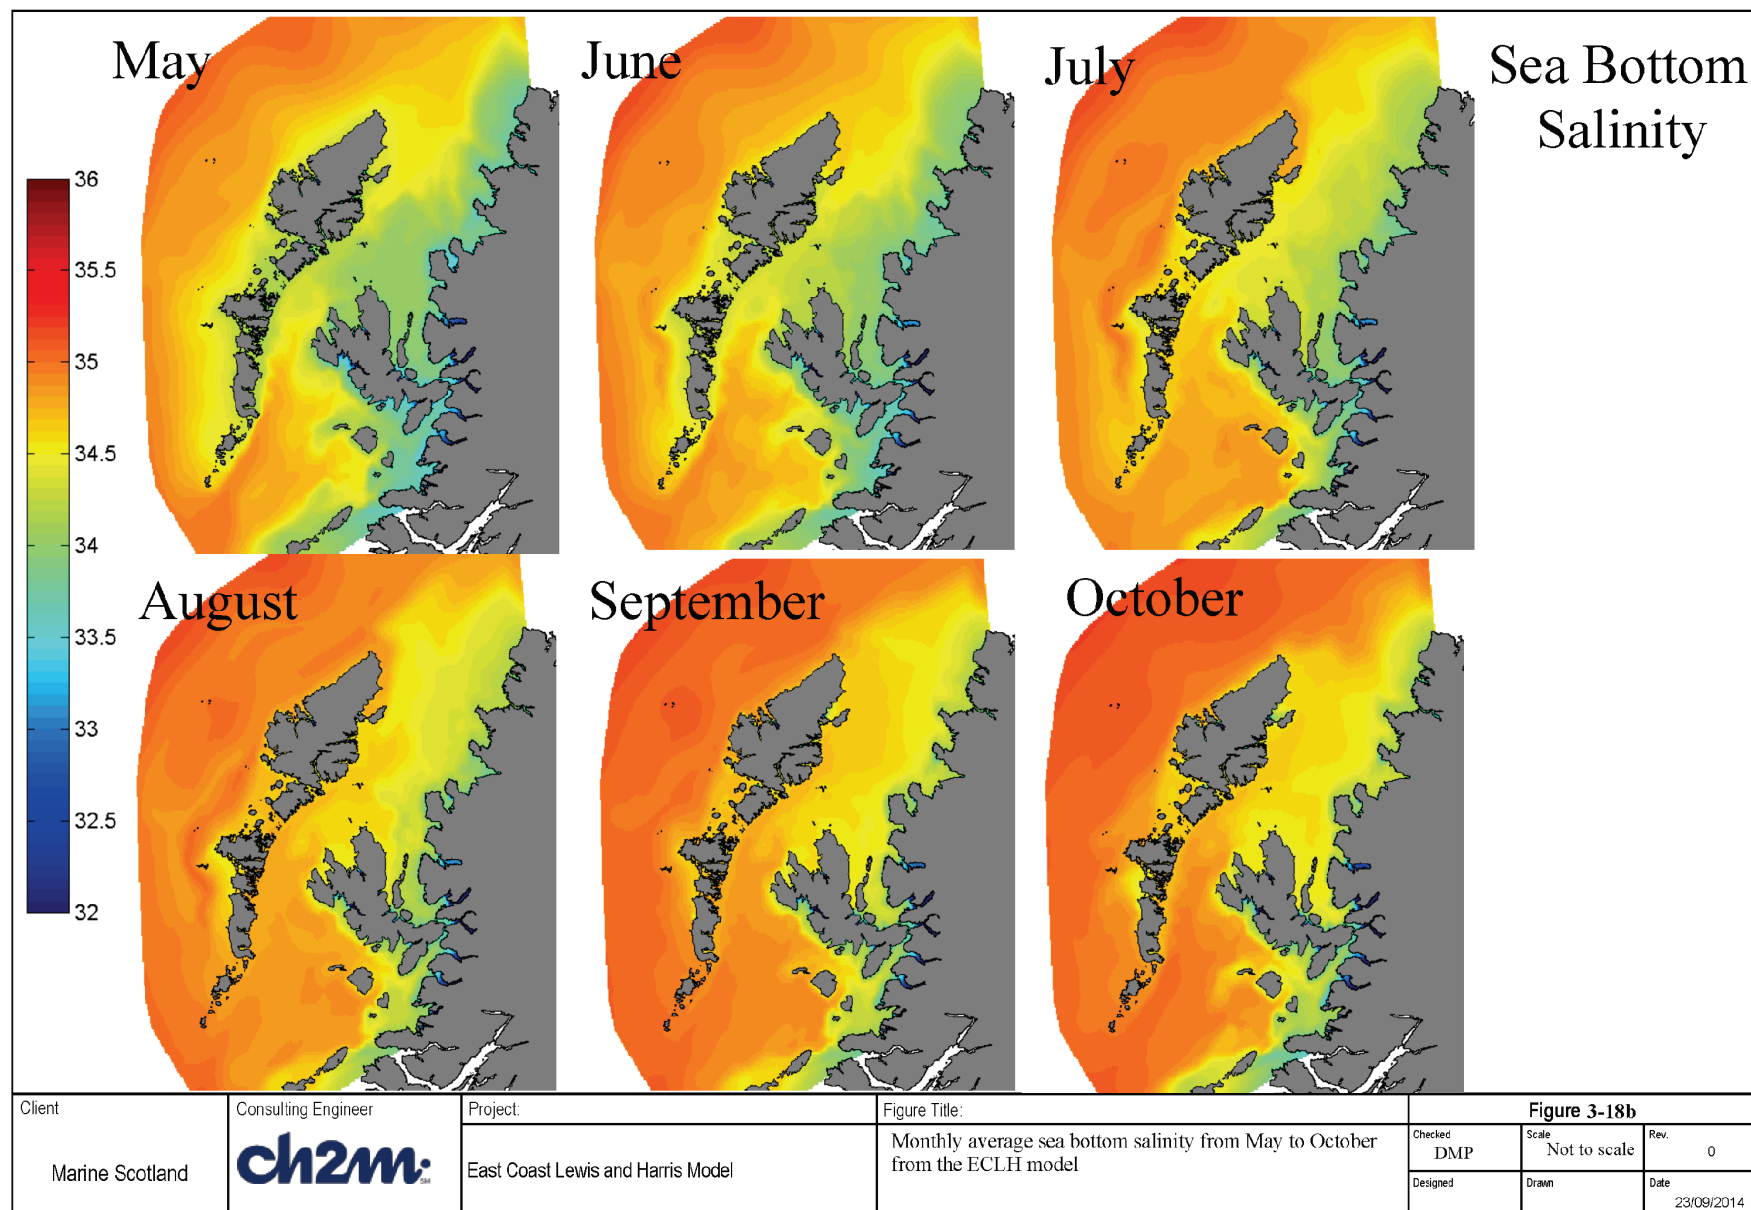 May
June
July
Sea Bottom
Salinity
36
35.5
35
34.5
34
33.5
33
32.5
32
August
September
October
Client
Marine Scotland
Consulting Engineer
ch2m:
SM
Project:
East Coast Lewis and Harris Model
Figure Title:
Monthly average sea bottom salinity from May to October
from the ECLH model
Figure 3-18b
Checked
DMP
Scale
Not to scale
Rev.
0
Designed
Drawn
Date
23/09/2014